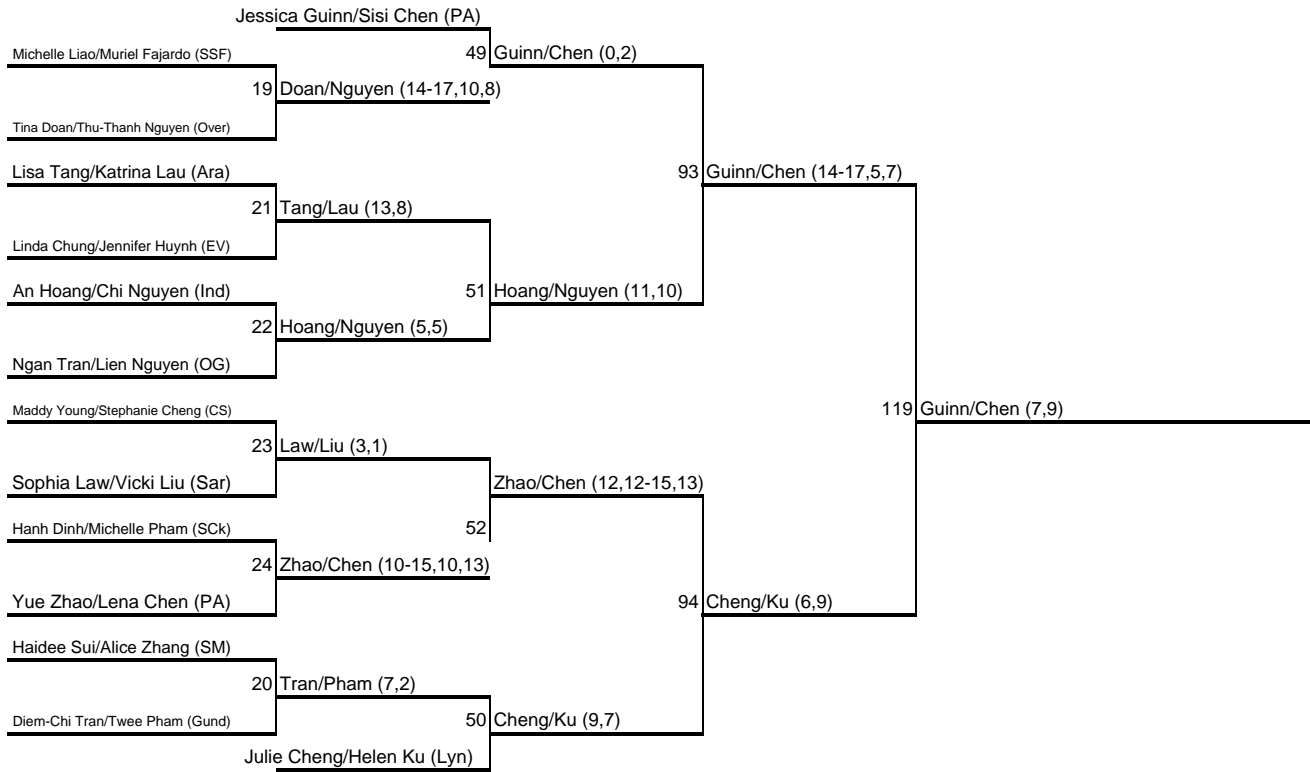 Jessica Guinn/Sisi Chen (PA)
Michelle Liao/Muriel Fajardo (SSF)
49 Guinn/Chen (0,2)
19 Doan/Nguyen (14-17,10,8)
Tina Doan/Thu-Thanh Nguyen (Over)
Lisa Tang/Katrina Lau (Ara)
93 Guinn/Chen (14-17,5,7)
21 Tang/Lau (13,8)
Linda Chung/Jennifer Huynh (EV)
An Hoang/Chi Nguyen (Ind)
51 Hoang/Nguyen (11,10)
22 Hoang/Nguyen (5,5)
Ngan Tran/Lien Nguyen (OG)
Maddy Young/Stephanie Cheng (CS)
119 Guinn/Chen (7,9)
23 Law/Liu (3,1)
Sophia Law/Vicki Liu (Sar)
Zhao/Chen (12,12-15,13)
Hanh Dinh/Michelle Pham (SCk)
52
24 Zhao/Chen (10-15,10,13)
Yue Zhao/Lena Chen (PA)
94 Cheng/Ku (6,9)
Haidee Sui/Alice Zhang (SM)
20 Tran/Pham (7,2)
Diem-Chi Tran/Twee Pham (Gund)
50 Cheng/Ku (9,7)
Julie Cheng/Helen Ku (Lyn)